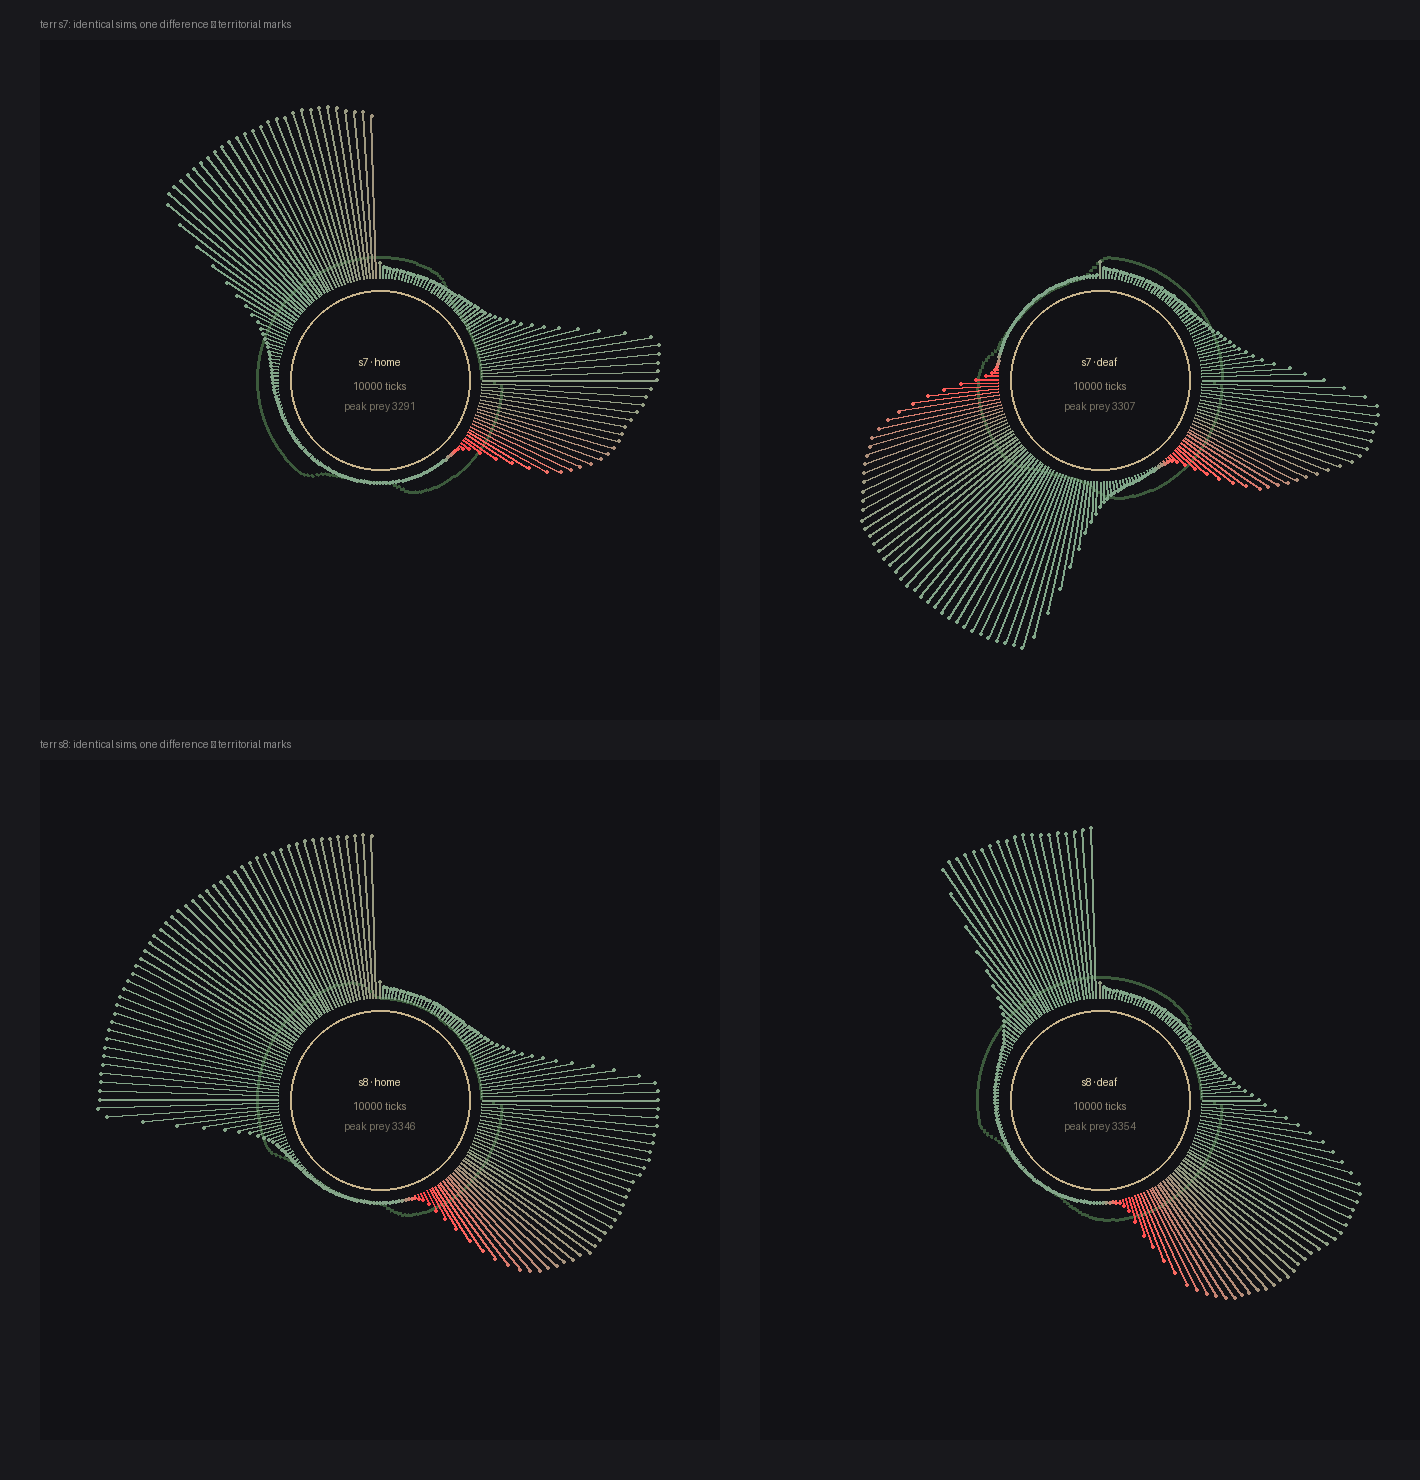 terr s7: identical sims, one difference ▯ territorial marks
s7·home
10000 ticks
peak prey 3291
s7·deaf
10000 ticks
peak prey 3307
terr s8: identical sims, one difference ▯ territorial marks
s8·home
10000 ticks
peak prey 3346
s8·deaf
10000 ticks
peak prey 3354